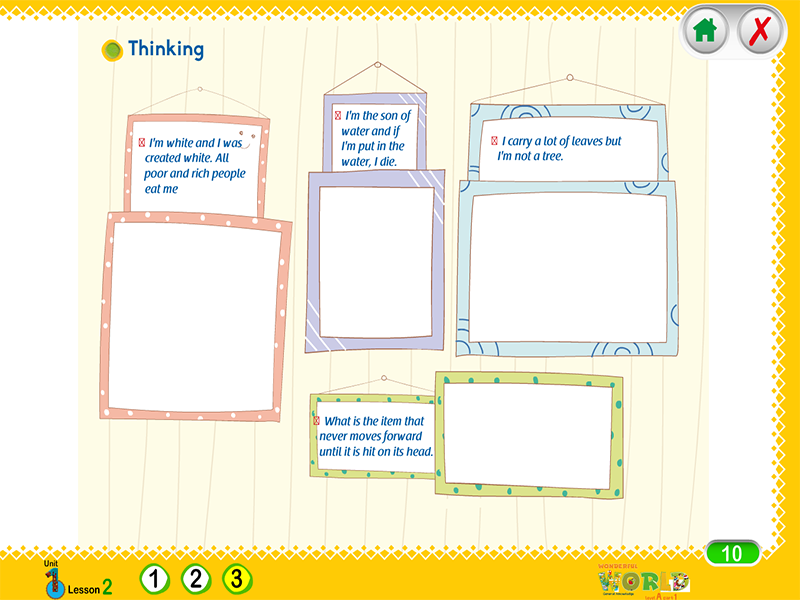 Thinking
I'm white and I was
created white. All
poor and rich people
eat me
I'm the son of
water and if
I'm put in the
water, I die.
I carry a lot of leaves but
I'm not a tree.
What is the item that
never moves forward
until it is hit on its head.
10
Unit
1 Lesson 2
1 2 3
WONDERFUL
WORLD